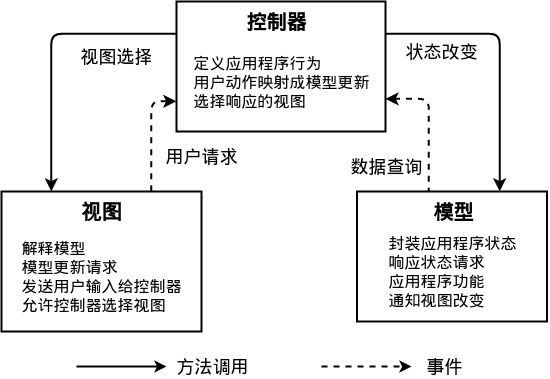 控制器
定义应用程序行为
用户动作映射成模型更新
选择响应的视图
视图选择
状态改变
用户请求
数据查询
视图
解释模型
模型更新请求
发送用户输入给控制器
允许控制器选择视图
模型
封装应用程序状态
响应状态请求
应用程序功能
通知视图改变
方法调用
事件